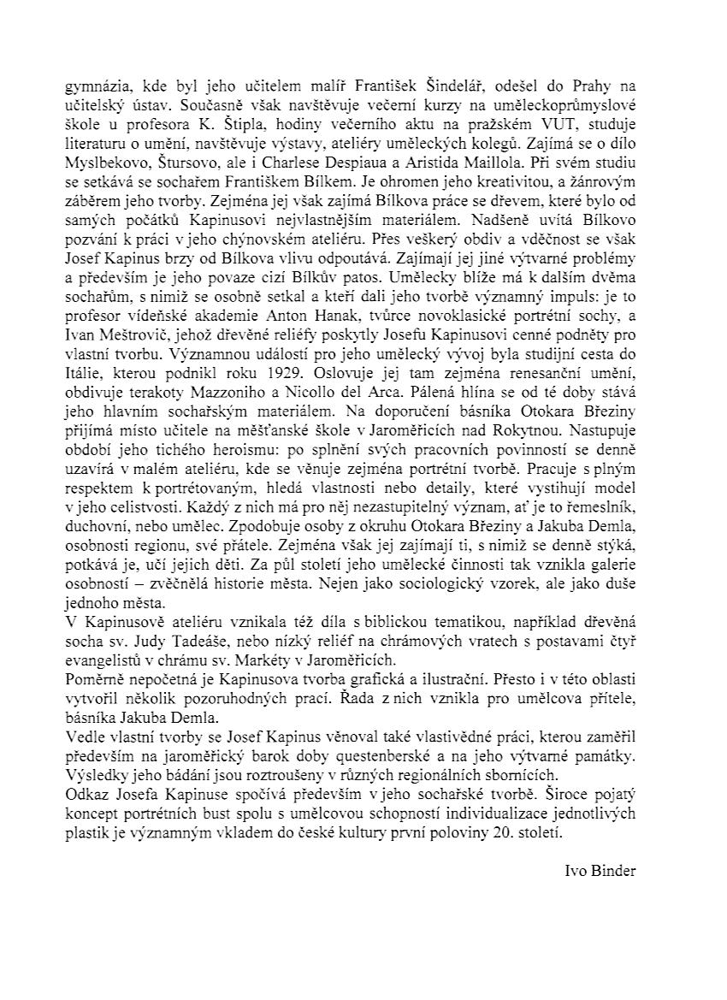 gymnázia, kde byl jeho učitelem malíř František Šindelář, odešel do Prahy na
učitelský ústav. Současně však navštěvuje večerní kurzy na uměleckoprůmyslové
škole u profesora K. Štipla, hodiny večerního aktu na pražském VUT, studuje
literaturu o umění, navštěvuje výstavy, ateliéry uměleckých kolegů. Zajímá se o dílo
Myslbekovo, Štursovo, ale i Charlese Despiaua a Aristida Maillola. Při svém studiu
se setkává se sochařem Františkem Bílkem. Je ohromen jeho kreativitou, a žánrovým
záběrem jeho tvorby. Zejména jej však zajímá Bílkova práce se dřevem, které bylo od
samých počátků Kapinusovi nejvlastnějším materiálem. Nadšeně uvítá Bílkovo
pozvání k práci v jeho chýnovském ateliéru. Přes veškerý obdiv a vděčnost se však
Josef Kapinus brzy od Bílkova vlivu odpoutává. Zajímají jej jiné výtvarné problémy
a především je jeho povaze cizí Bílkův patos. Umělecky blíže má k dalším dvěma
sochařům, s nimiž se osobně setkal a kteří dali jeho tvorbě významný impuls: je to
profesor vídeňské akademie Anton Hanak, tvůrce novoklasické portrétní sochy, a
Ivan Meštrovič, jehož dřevěné reliéfy poskytly Josefu Kapinusovi cenné podněty pro
vlastní tvorbu. Významnou událostí pro jeho umělecký vývoj byla studijní cesta do
Itálie, kterou podnikl roku 1929. Oslovuje jej tam zejména renesanční umění,
obdivuje terakoty Mazzoniho a Nicollo del Arca. Pálená hlína se od té doby stává
jeho hlavním sochařským materiálem. Na doporučení básníka Otokara Březiny
přijímá místo učitele na měšťanské škole v Jaroměřicích nad Rokytnou. Nastupuje
období jeho tichého heroismu: po splnění svých pracovních povinností se denně
uzavírá v malém ateliéru, kde se věnuje zejména portrétní tvorbě. Pracuje s plným
respektem k portrétovaným, hledá vlastnosti nebo detaily, které vystihují model
v jeho celistvosti. Každý z nich má pro něj nezastupitelný význam, ať je to řemeslník,
duchovní, nebo umělec. Zpodobuje osoby z okruhu Otokara Březiny a Jakuba Demla,
osobnosti regionu, své přátele. Zejména však jej zajímají ti, s nimiž se denně stýká,
potkává je, učí jejich děti. Za půl století jeho umělecké činnosti tak vznikla galerie
osobností – zvěčnělá historie města. Nejen jako sociologický vzorek, ale jako duše
jednoho města.
V Kapinusově ateliéru vznikala též díla s biblickou tematikou, například dřevěná
socha sv. Judy Tadeáše, nebo nízký reliéf na chrámových vratech s postavami čtyř
evangelistů v chrámu sv. Markéty v Jaroměřicích.
Poměrně nepočetná je Kapinusova tvorba grafická a ilustrační. Přesto i v této oblasti
vytvořil několik pozoruhodných prací. Řada z nich vznikla pro umělcova přítele,
básníka Jakuba Demla.
Vedle vlastní tvorby se Josef Kapinus věnoval také vlastivědné práci, kterou zaměřil
především na jaroměřický barok doby questenberské a na jeho výtvarné památky.
Výsledky jeho bádání jsou roztroušeny v různých regionálních sbornících.
Odkaz Josefa Kapinuse spočívá především v jeho sochařské tvorbě. Široce pojatý
koncept portrétních bust spolu s umělcovou schopností individualizace jednotlivých
plastik je významným vkladem do české kultury první poloviny 20. století.
Ivo Binder